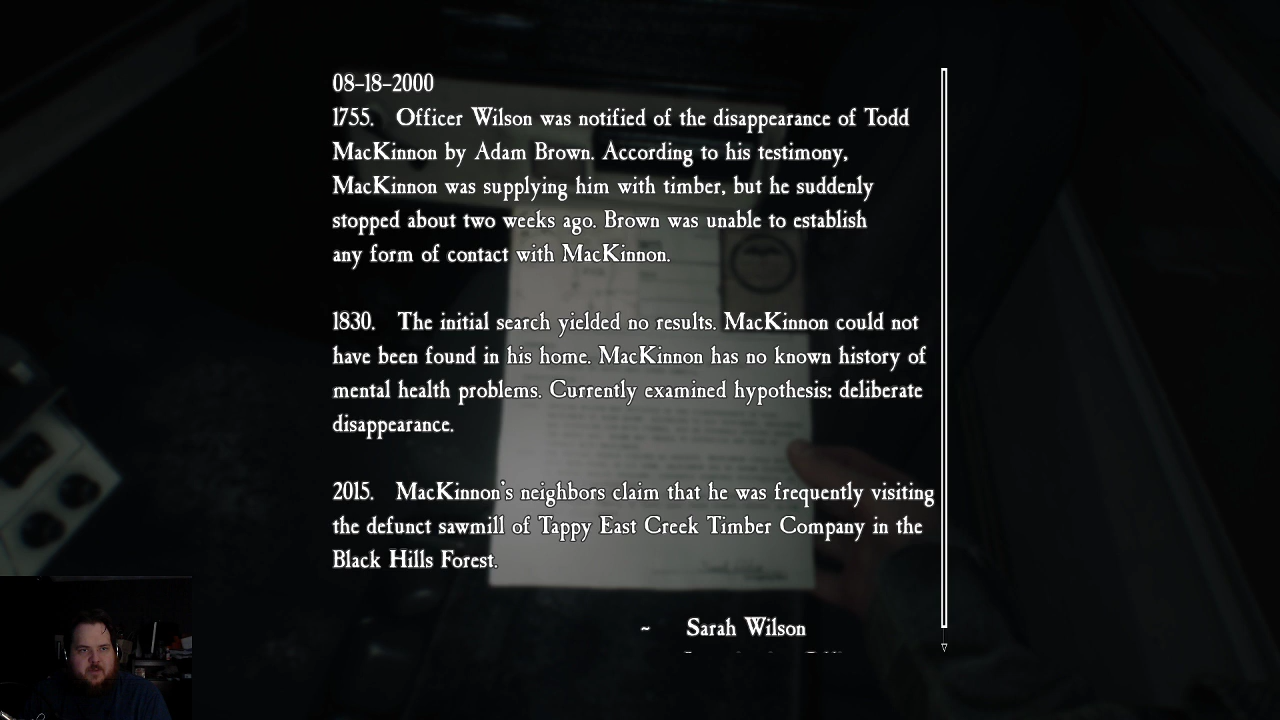 08-18-2000
1755. Officer Wilson was notified of the disappearance of Todd
MacKinnon by Adam Brown. According to his testimony,
MacKinnon was supplying him with timber, but he suddenly
stopped about two weeks ago. Brown was unable to establish
any form of contact with MacKinnon.
1830. The initial search yielded no results. MacKinnon could not
have been found in his home. MacKinnon has no known history of
mental health problems. Currently examined hypothesis: deliberate
disappearance.
2015. MacKinnon's neighbors claim that he was frequently visiting
the defunct sawmill of Tappy East Creek Timber Company in the
Black Hills Forest.
~ Sarah Wilson